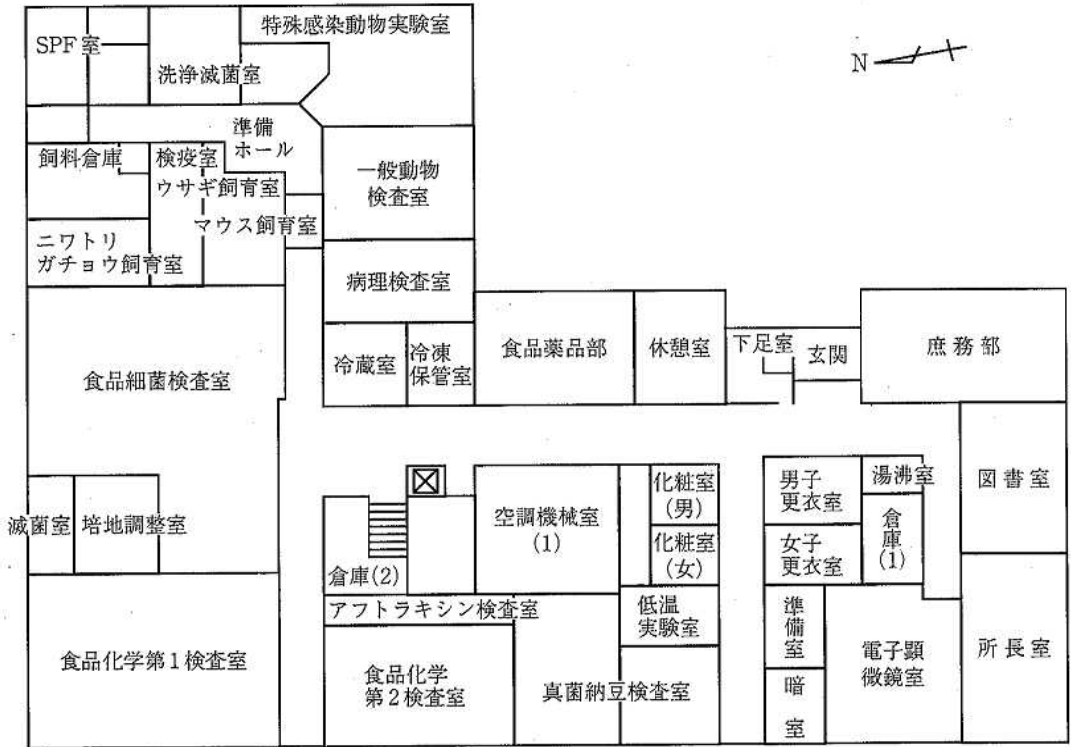 特殊感染動物実験室
SPF室
洗浄滅菌室
N
準備
ホール
飼料倉庫
検疫室
一般動物
検査室
ウサギ飼育室
マウス飼育室
ニワトリ
ガチョウ飼育室
病理検査室
食品細菌検査室
冷蔵室
冷凍
保管室
食品薬品部
休憩室
下足室
玄関
庶務部
滅菌室
培地調整室
倉庫(2)
空調機械室
(1)
化粧室
(男)
化粧室
(女)
男子
更衣室
女子
更衣室
湯沸室
倉庫
(1)
図書室
アフトラキシン検査室
低温
実験室
準備室
食品化学第1検査室
食品化学
第2検査室
真菌納豆検査室
暗室
電子顕
微鏡室
所長室